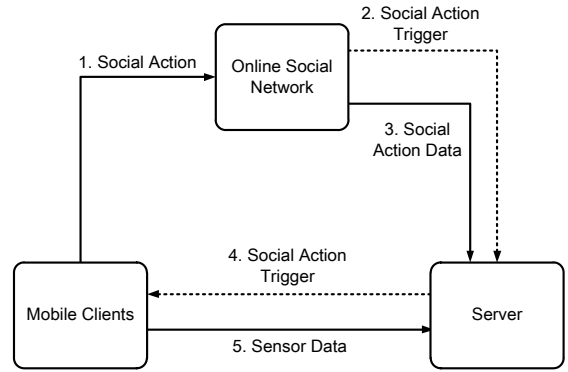 2. Social Action
Trigger
1. Social Action
Online Social
Network
3. Social
Action Data
4. Social Action
Trigger
Mobile Clients
Server
5. Sensor Data